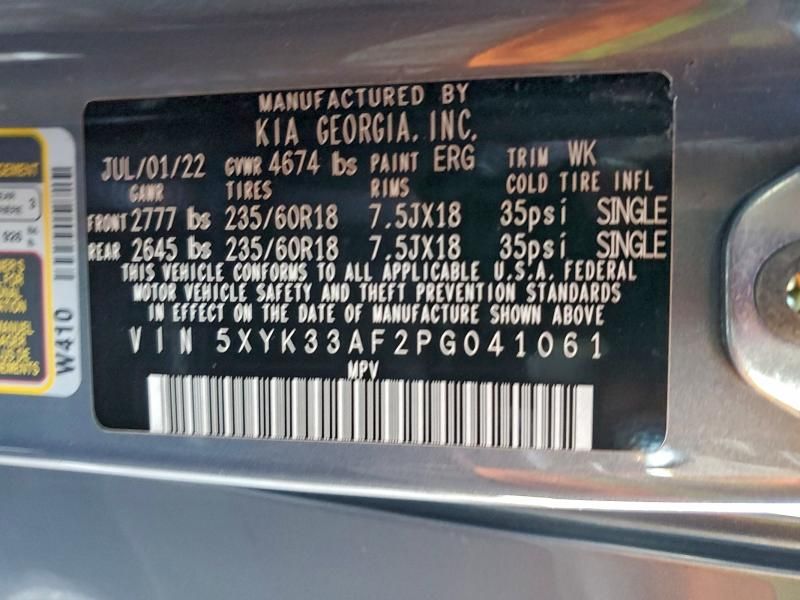 MANUFACTURED BY
KIA GEORGIA, INC.
JUL/01/22 GVWR 4674 lbs PAINT ERG TRIM WK
GAWR TIRES RIMS COLD TIRE INFL
FRONT 2777 lbs 235/60R18 7.5JX18 35psi SINGLE
REAR 2645 lbs 235/60R18 7.5JX18 35psi SINGLE
THIS VEHICLE CONFORMS TO ALL APPLICABLE U.S.A. FEDERAL
MOTOR VEHICLE SAFETY AND THEFT PREVENTION STANDARDS
IN EFFECT ON THE DATE OF MANUFACTURE SHOWN ABOVE
VIN 5XYK33AF2PG041061
MPV
W410
3
MANUAL